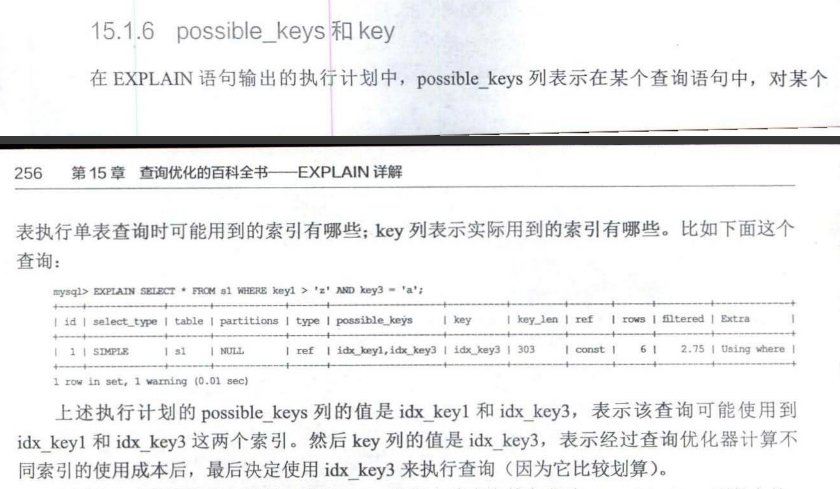 15.1.6 possible_keys 和 key
在 EXPLAIN 语句输出的执行计划中，possible_keys 列表示在某个查询语句中，对某个
256 第 15 章 查询优化的百科全书——EXPLAIN 详解
表执行单表查询时可能用到的索引有哪些；key 列表示实际用到的索引有哪些。比如下面这个
查询：
mysql> EXPLAIN SELECT * FROM s1 WHERE key1 > 'z' AND key3 = 'a';
+----+-------------+-------+------------+------+-------------------+----------+---------+-------+------+----------+-------------+
| id | select_type | table | partitions | type | possible_keys | key | key_len | ref | rows | filtered | Extra |
+----+-------------+-------+------------+------+-------------------+----------+---------+-------+------+----------+-------------+
| 1 | SIMPLE | s1 | NULL | ref | idx_key1,idx_key3 | idx_key3 | 303 | const | 6 | 2.75 | Using where |
+----+-------------+-------+------------+------+-------------------+----------+---------+-------+------+----------+-------------+
1 row in set, 1 warning (0.01 sec)
上述执行计划的 possible_keys 列的值是 idx_key1 和 idx_key3，表示该查询可能使用到
idx_key1 和 idx_key3 这两个索引。然后 key 列的值是 idx_key3，表示经过查询优化器计算不
同索引的使用成本后，最后决定使用 idx_key3 来执行查询（因为它比较划算）。